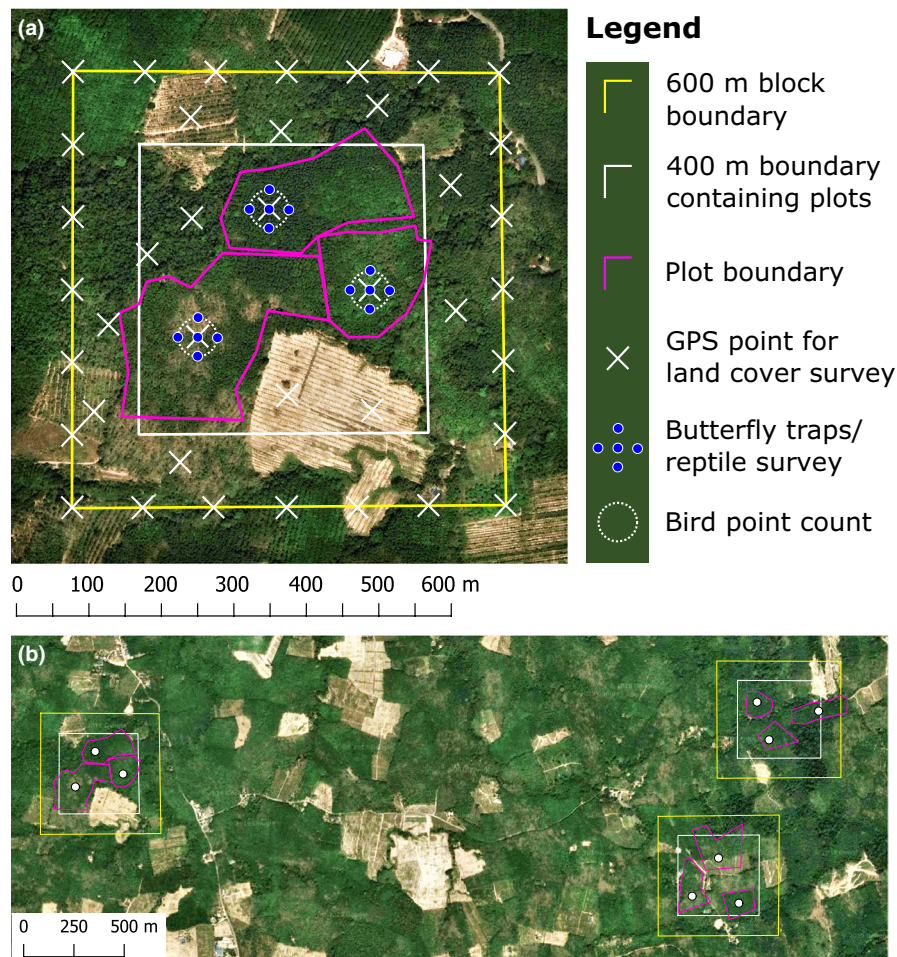 (a)
Legend
600 m block
boundary
400 m boundary
containing plots
Plot boundary
GPS point for
land cover survey
Butterfly traps/
reptile survey
Bird point count
0 100 200 300 400 500 600 m
(b)
0 250 500 m